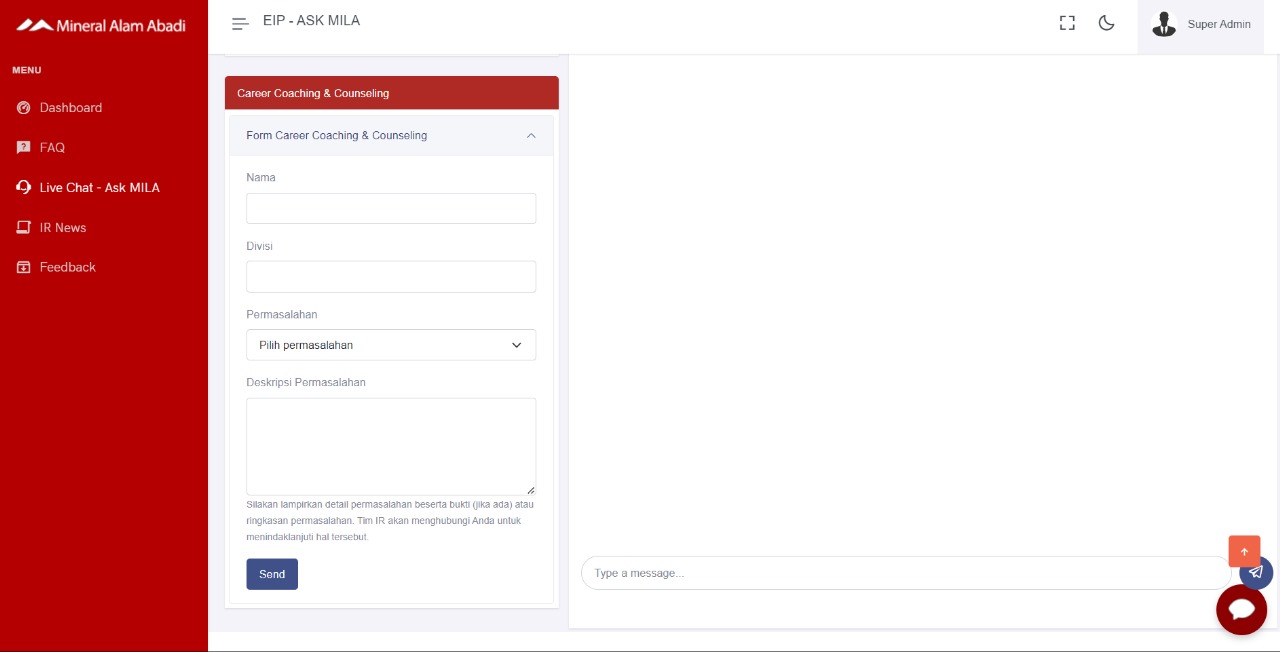 Mineral Alam Abadi
EIP - ASK MILA
Super Admin
MENU
Dashboard
FAQ
Live Chat - Ask MILA
IR News
Feedback
Career Coaching & Counseling
Form Career Coaching & Counseling
Nama
Divisi
Permasalahan
Pilih permasalahan
Deskripsi Permasalahan
Silakan lampirkan detail permasalahan beserta bukti (jika ada) atau
ringkasan permasalahan. Tim IR akan menghubungi Anda untuk
menindaklanjuti hal tersebut.
Send
Type a message...